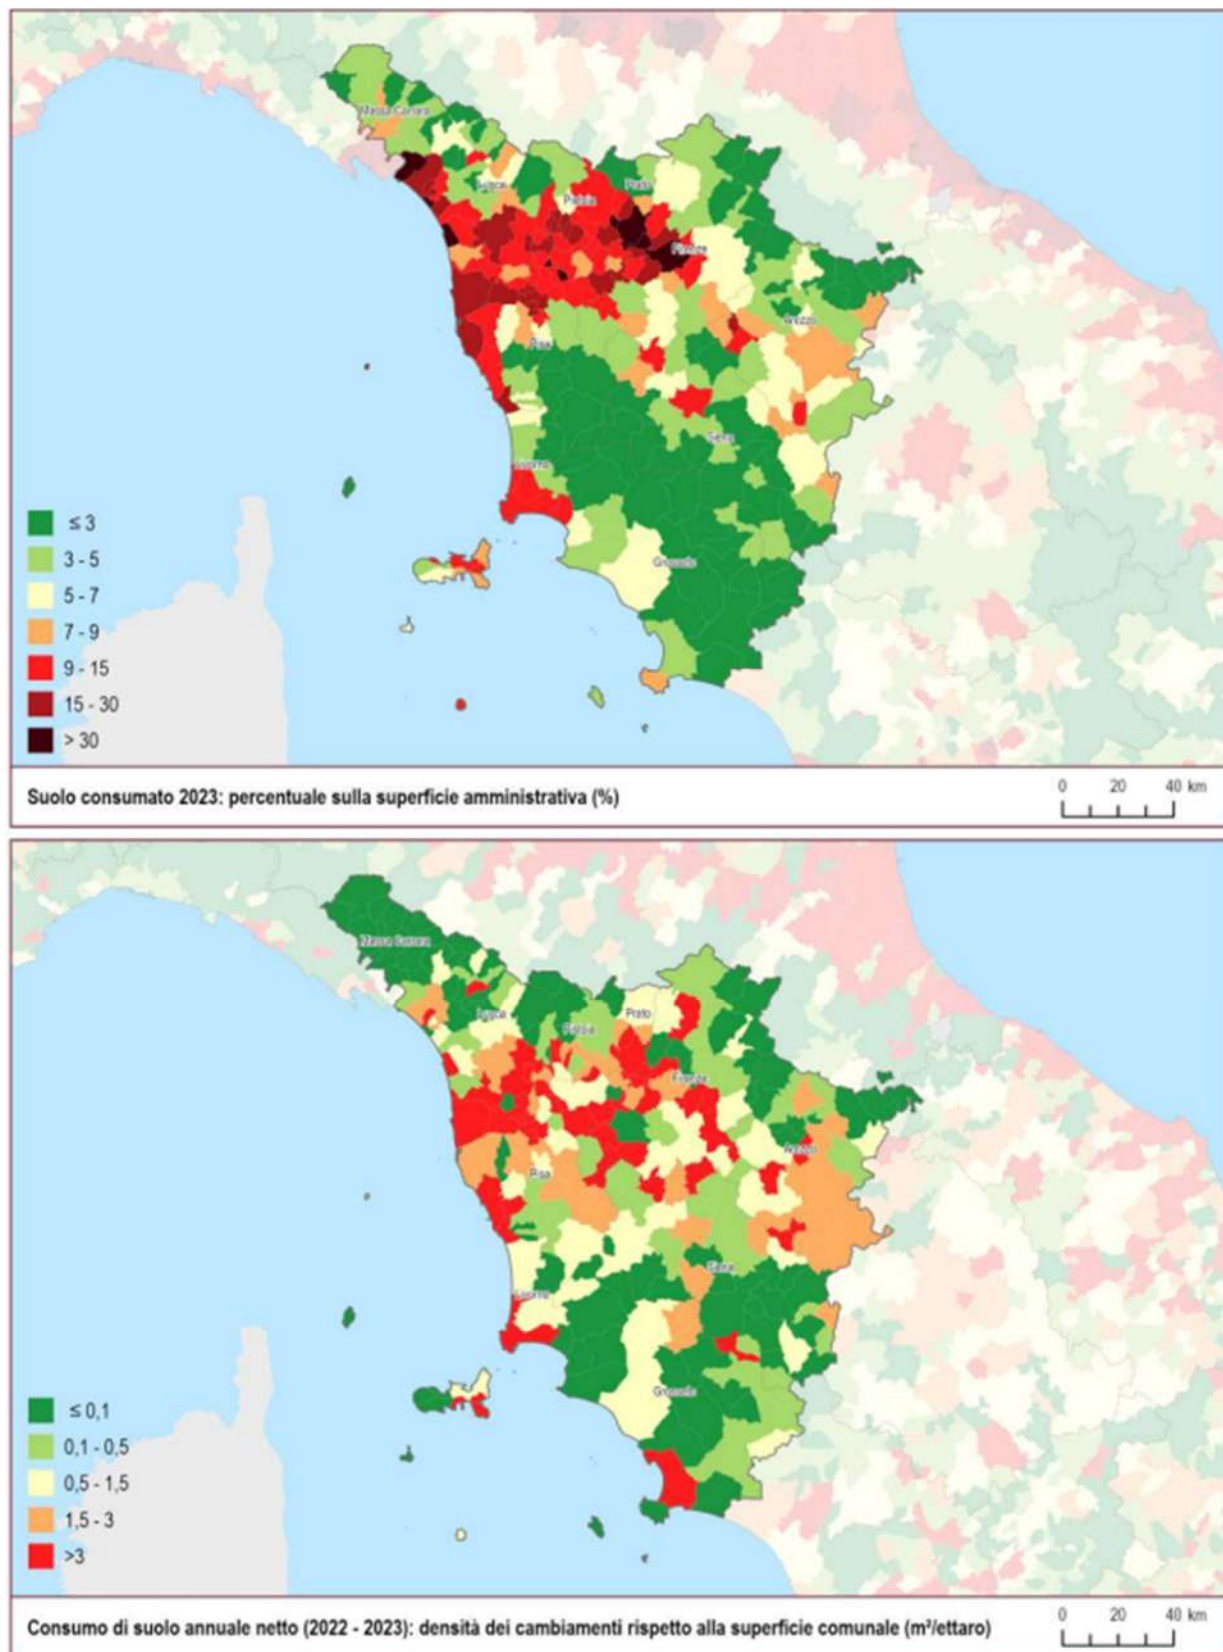 Massa Carrara
Lucca
Prato
Pistoia
Firenze
Arezzo
Pisa
Siena
Livorno
Grosseto
≤ 3
3 - 5
5 - 7
7 - 9
9 - 15
15 - 30
> 30
Suolo consumato 2023: percentuale sulla superficie amministrativa (%)
0 20 40 km
Massa Carrara
Lucca
Prato
Pistoia
Firenze
Arezzo
Pisa
Siena
Livorno
Grosseto
≤ 0,1
0,1 - 0,5
0,5 - 1,5
1,5 - 3
>3
Consumo di suolo annuale netto (2022 - 2023): densità dei cambiamenti rispetto alla superficie comunale (m²/ettaro)
0 20 40 km